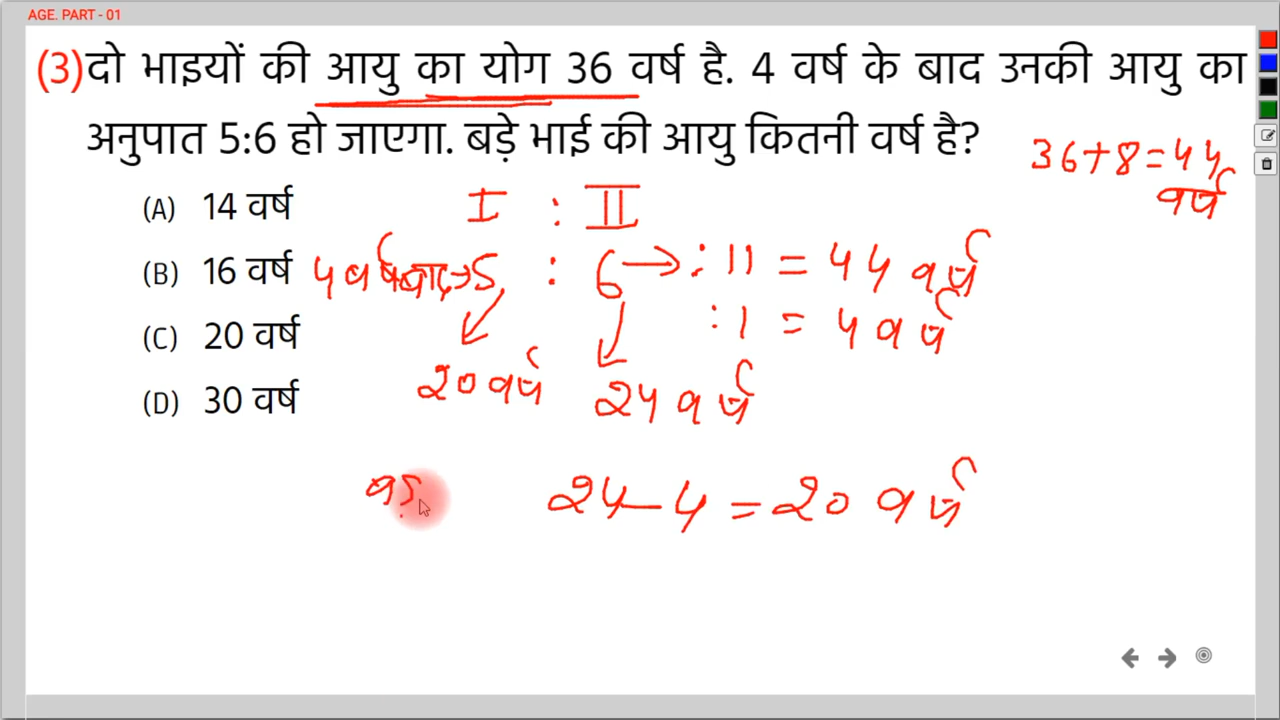 AGE. PART - 01
(3) दो भाइयों की आयु का योग 36 वर्ष है. 4 वर्ष के बाद उनकी आयु का
अनुपात 5:6 हो जाएगा. बड़े भाई की आयु कितनी वर्ष है?
36+8=44
वर्ष
(A) 14 वर्ष
I : II
(B) 16 वर्ष
4 वर्ष बाद→5 : 6 → : 11 = 44 वर्ष
: 1 = 4 वर्ष
(C) 20 वर्ष
20 वर्ष 24 वर्ष
(D) 30 वर्ष
24-4=20 वर्ष